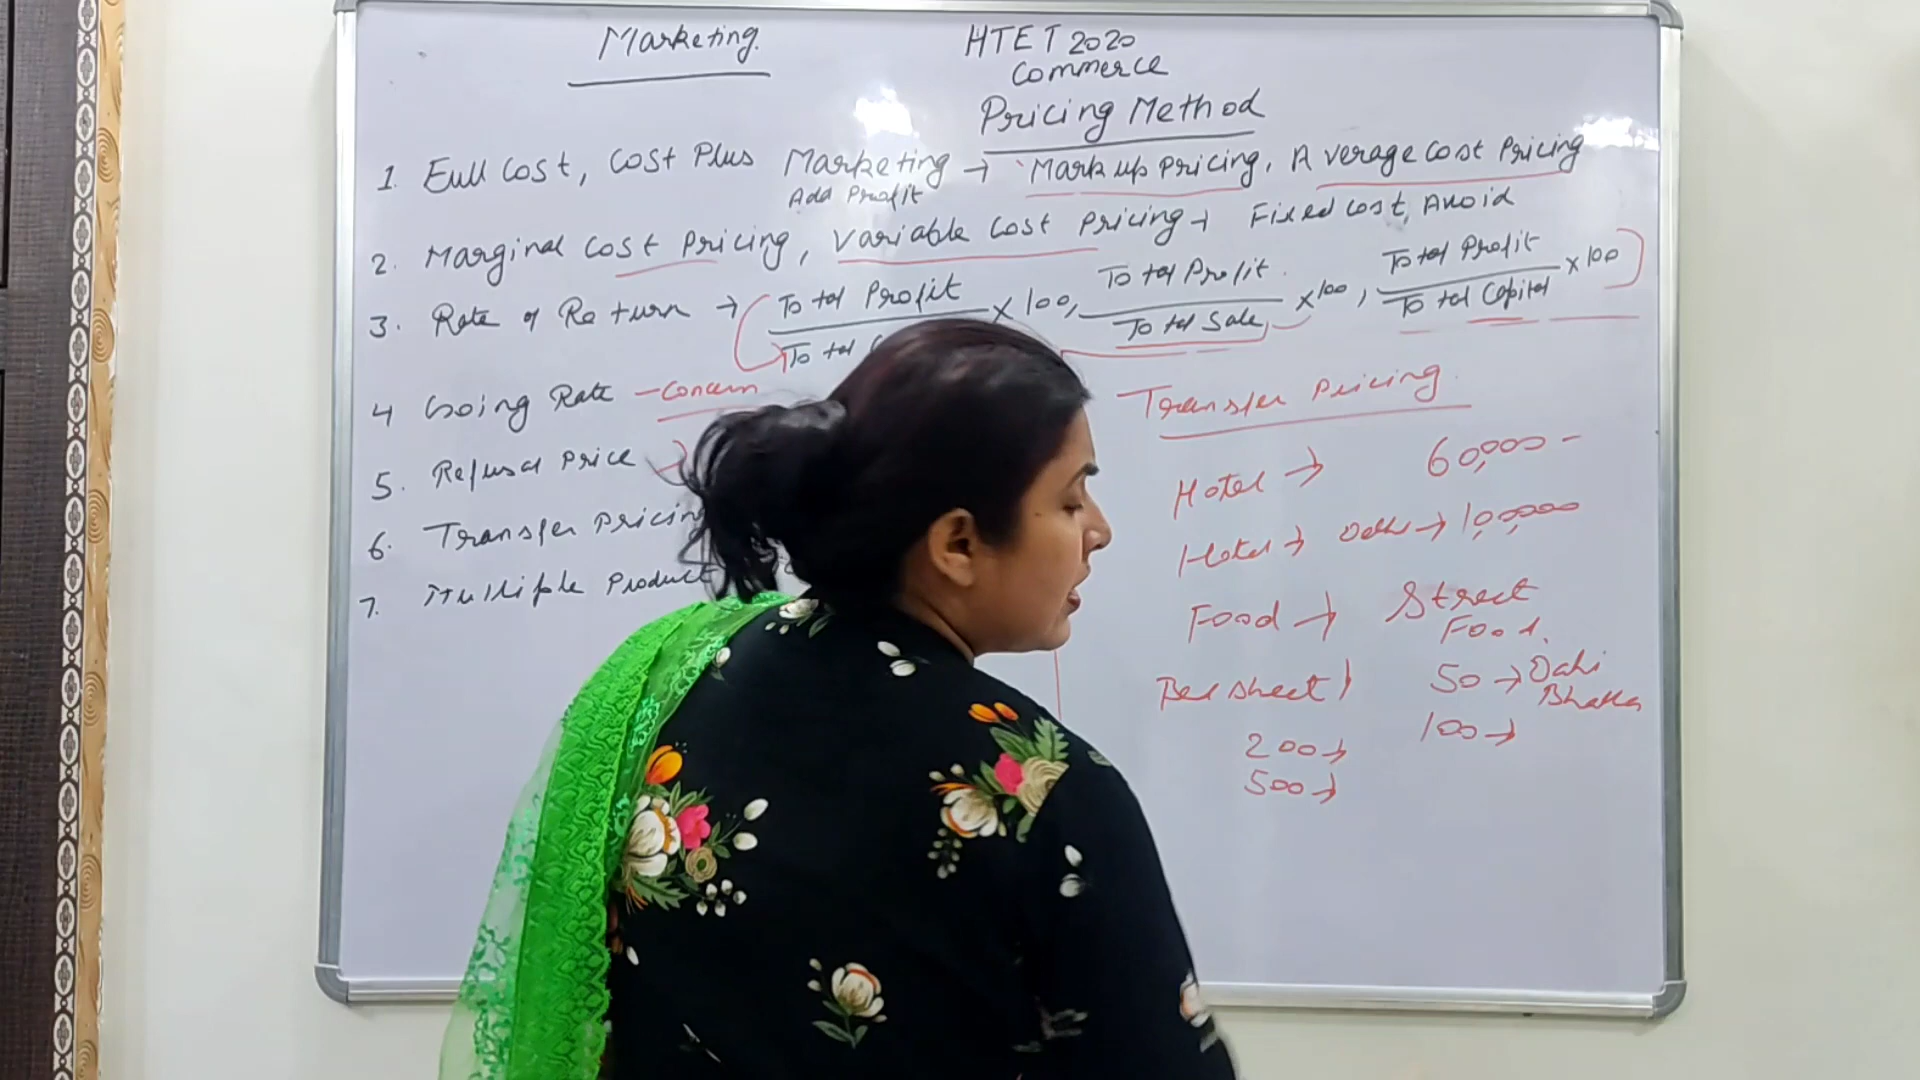 Marketing.
HTET 2020
Commerce
Pricing Method
1. Full Cost, Cost Plus Marketing → Mark up pricing, Average Cost Pricing
Add Profit
2. Marginal Cost Pricing, Variable Cost Pricing → Fixed Cost, Avoid
3. Rate of Return → Total Profit × 100, Total Profit × 100, Total Profit × 100
Total Total Sale Total Capital
4 Going Rate - Concern
5. Refusal Price
6. Transfer Pricin
7. Multiple Product
Transfer Pricing
Hotel → 60,000 -
Hotel → → 1,00,000
Food → Street
Food.
Bedsheet 50 → Dahi
Bhalla
200 → 100 →
500 →